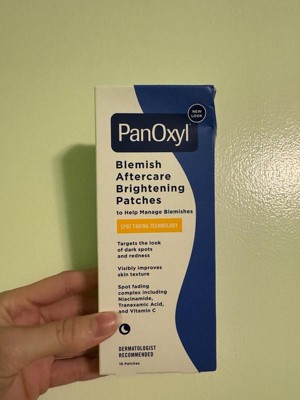 NEW
LOOK
PanOxyl
Blemish
Aftercare
Brightening
Patches
to Help Manage Blemishes
SPOT FADING TECHNOLOGY
Targets the look
of dark spots
and redness
Visibly improves
skin texture
Spot fading
complex including
Niacinamide,
Tranexamic Acid,
and Vitamin C
DERMATOLOGIST
RECOMMENDED
Patches